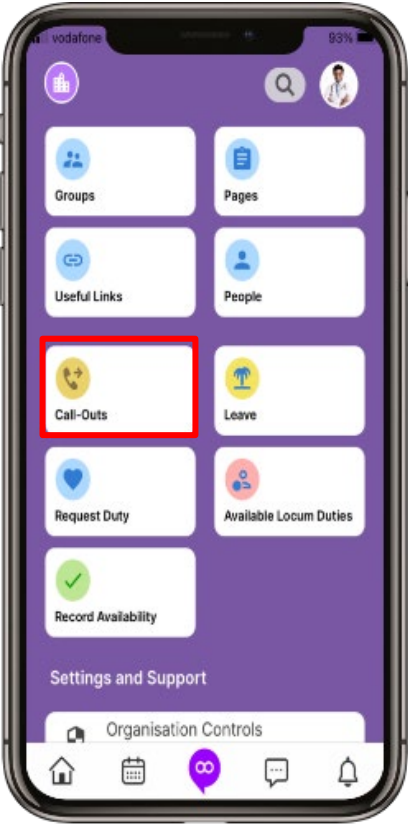 vodafone 93%
Groups Pages
Useful Links People
Call-Outs Leave
Request Duty Available Locum Duties
Record Availability
Settings and Support
Organisation Controls